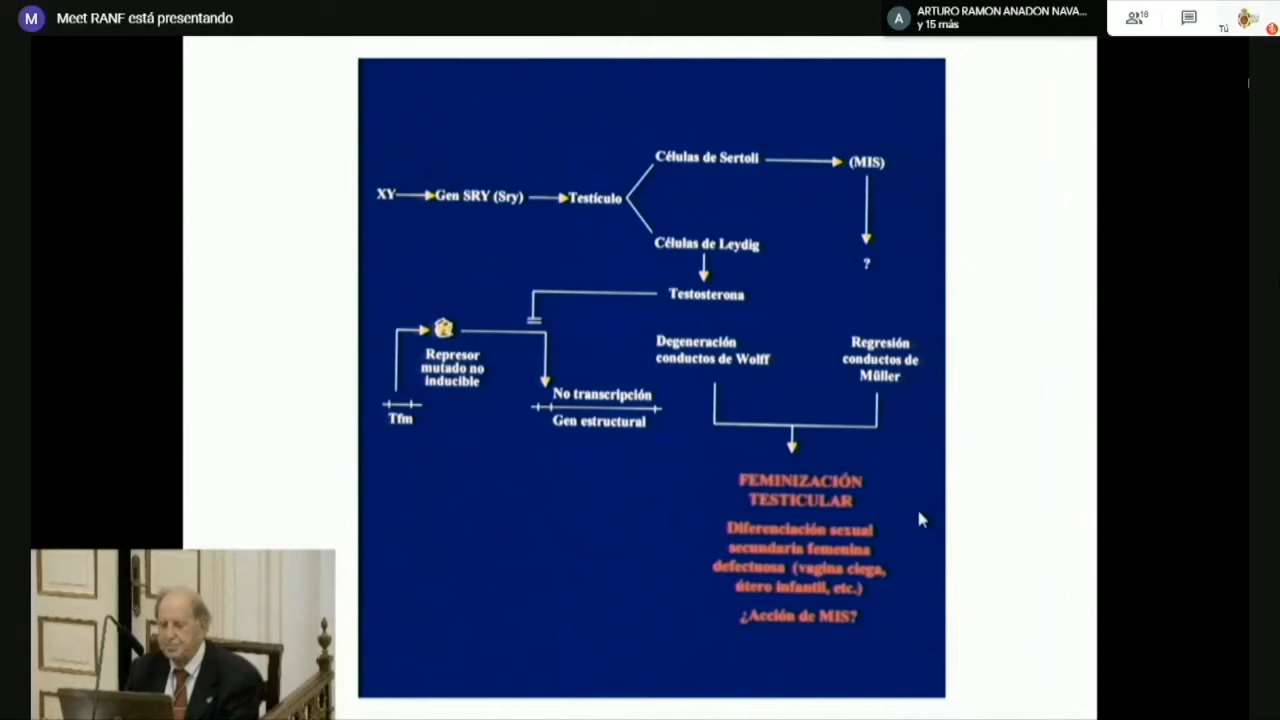 Meet RANF está presentando
ARTURO RAMON ANADON NAVA...
y 15 más
18
Tú
Células de Sertoli
(MIS)
XY
Gen SRY (Sry)
Testículo
Células de Leydig
?
Testosterona
Represor
mutado no
inducible
Degeneración
conductos de Wolff
Regresión
conductos de
Müller
No transcripción
Tfm
Gen estructural
FEMINIZACIÓN
TESTICULAR
Diferenciación sexual
secundaria femenina
defectuosa (vagina ciega,
útero infantil, etc.)
¿Acción de MIS?